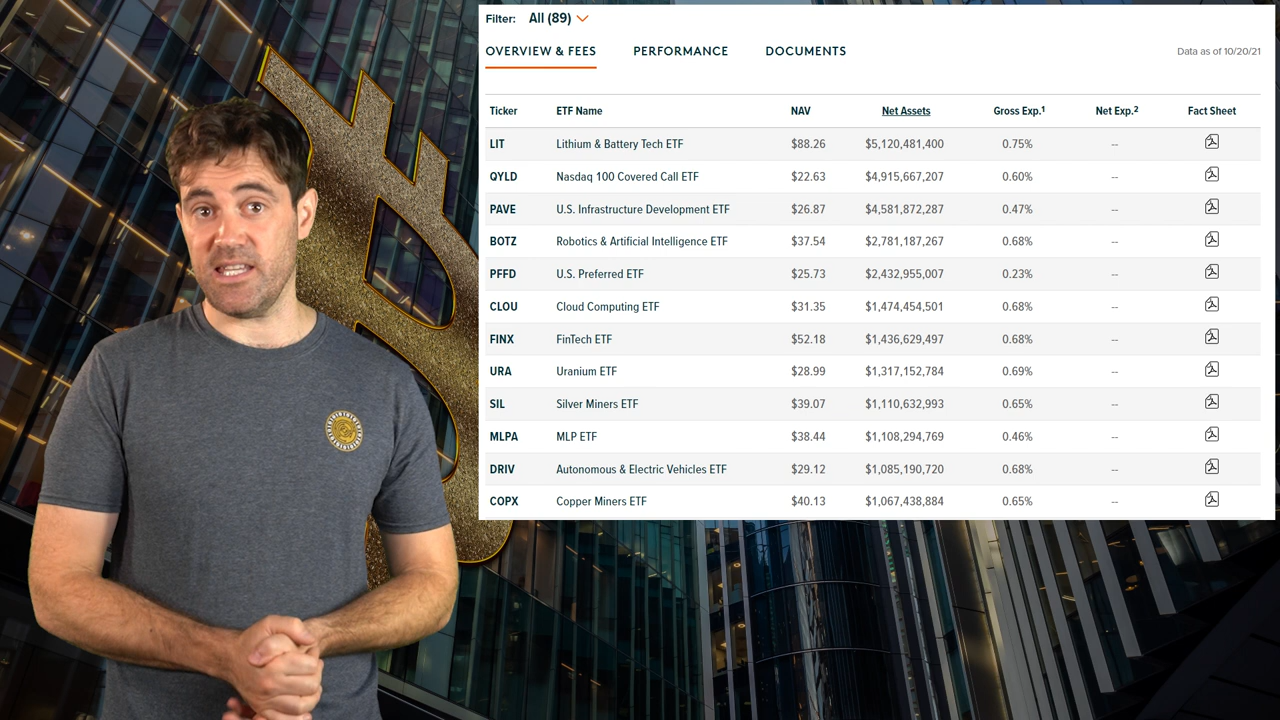 Filter: All (89)
OVERVIEW & FEES PERFORMANCE DOCUMENTS Data as of 10/20/21
Ticker ETF Name NAV Net Assets Gross Exp.¹ Net Exp.² Fact Sheet
LIT Lithium & Battery Tech ETF $88.26 $5,120,481,400 0.75% --
QYLD Nasdaq 100 Covered Call ETF $22.63 $4,915,667,207 0.60% --
PAVE U.S. Infrastructure Development ETF $26.87 $4,581,872,287 0.47% --
BOTZ Robotics & Artificial Intelligence ETF $37.54 $2,781,187,267 0.68% --
PFFD U.S. Preferred ETF $25.73 $2,432,955,007 0.23% --
CLOU Cloud Computing ETF $31.35 $1,474,454,501 0.68% --
FINX FinTech ETF $52.18 $1,436,629,497 0.68% --
URA Uranium ETF $28.99 $1,317,152,784 0.69% --
SIL Silver Miners ETF $39.07 $1,110,632,993 0.65% --
MLPA MLP ETF $38.44 $1,108,294,769 0.46% --
DRIV Autonomous & Electric Vehicles ETF $29.12 $1,085,190,720 0.68% --
COPX Copper Miners ETF $40.13 $1,067,438,884 0.65% --